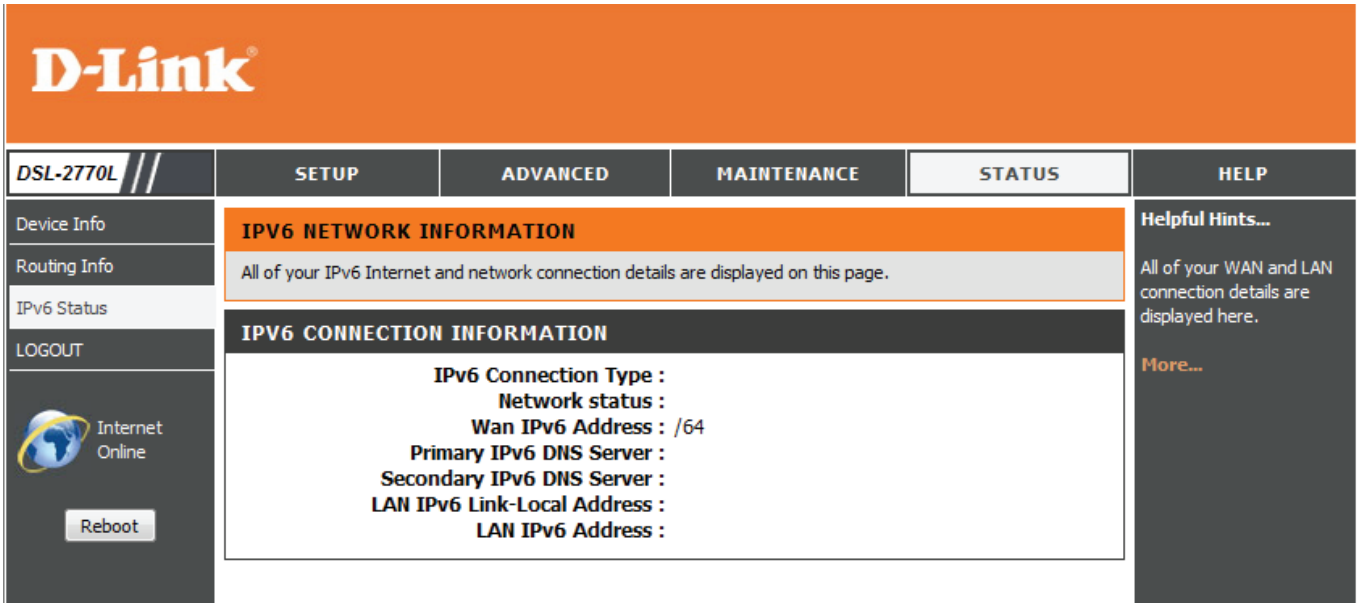 D-Link®
DSL-2770L
SETUP
ADVANCED
MAINTENANCE
STATUS
HELP
Device Info
Routing Info
IPv6 Status
LOGOUT
Internet
Online
Reboot
IPV6 NETWORK INFORMATION
All of your IPv6 Internet and network connection details are displayed on this page.
IPV6 CONNECTION INFORMATION
IPv6 Connection Type :
Network status :
Wan IPv6 Address : /64
Primary IPv6 DNS Server :
Secondary IPv6 DNS Server :
LAN IPv6 Link-Local Address :
LAN IPv6 Address :
Helpful Hints...
All of your WAN and LAN
connection details are
displayed here.
More...